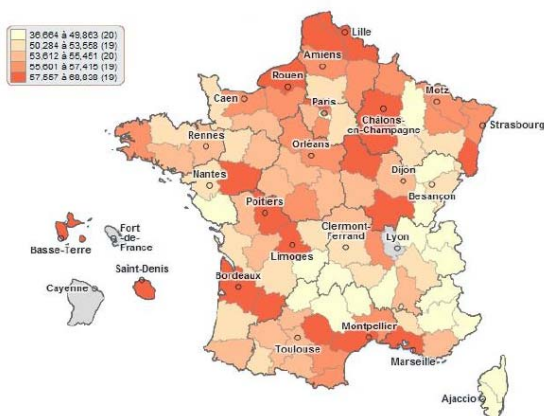 36,664 à 49,863 (20)
50,284 à 53,558 (19)
53,612 à 55,451 (20)
55,601 à 57,415 (19)
57,557 à 68,838 (19)
Lille
Amiens
Rouen
Metz
Caen
Paris
Châlons-
en-Champagne
Strasbourg
Rennes
Orléans
Nantes
Dijon
Besançon
Poitiers
Clermont-
Ferrand
Lyon
Fort
-de-
France
Basse-Terre
Limoges
Cayenne
Saint-Denis
Bordeaux
Montpellier
Toulouse
Marseille
Ajaccio